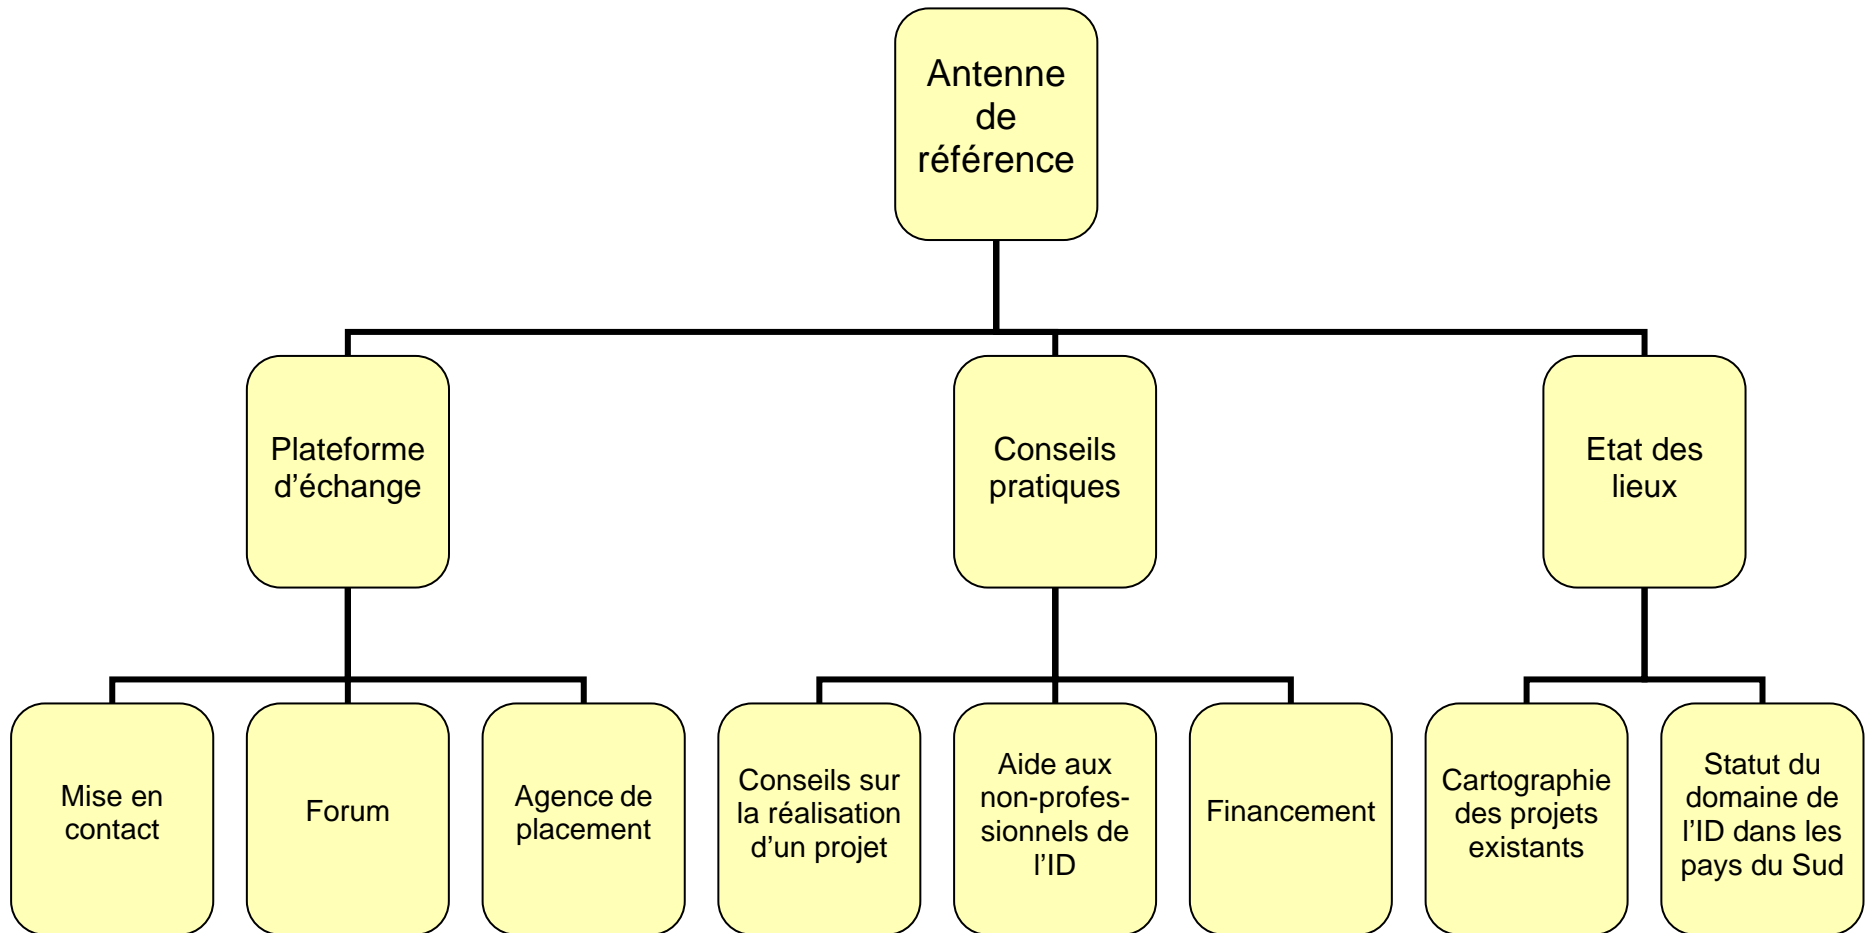 Antenne
de
référence
Plateforme
d’échange
Conseils
pratiques
Etat des
lieux
Mise en
contact
Forum
Agence de
placement
Conseils sur
la réalisation
d’un projet
Aide aux
non-profes-
sionnels de
l’ID
Financement
Cartographie
des projets
existants
Statut du
domaine de
l’ID dans les
pays du Sud